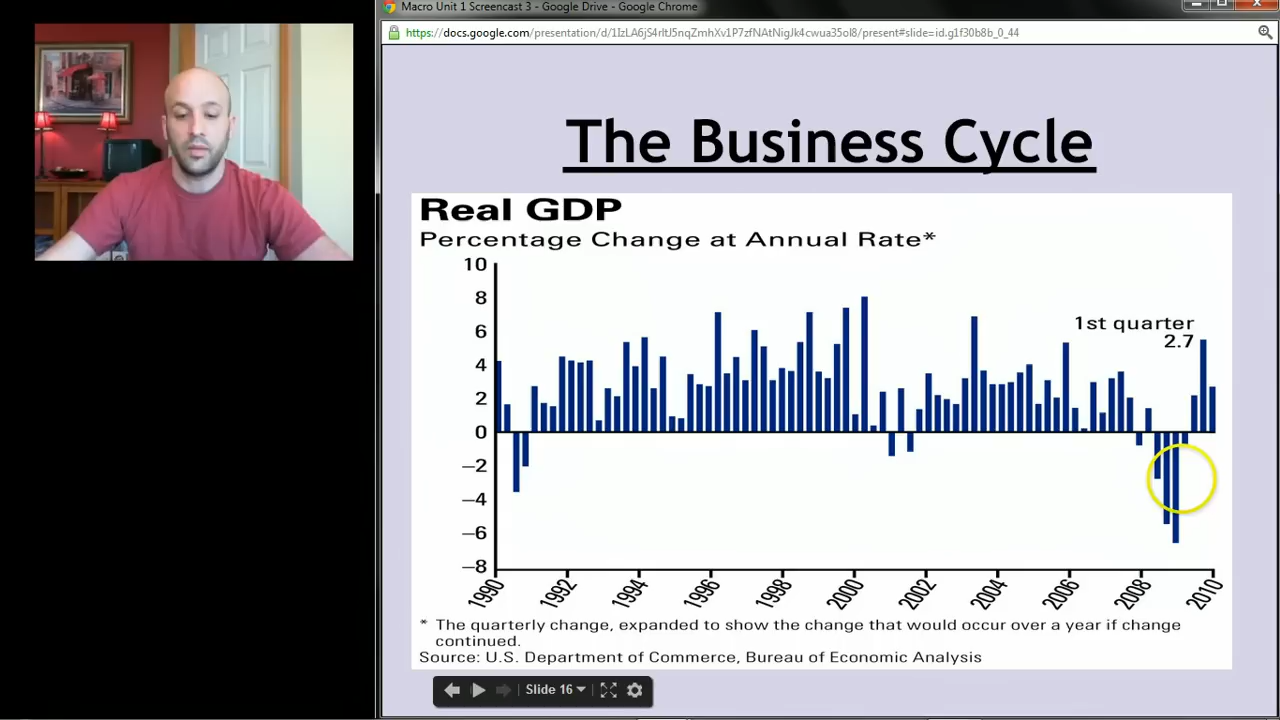 Macro Unit 1 Screencast 3 - Google Drive - Google Chrome
https://docs.google.com/presentation/d/1IzLA6jS4rltJ5nqZmhXv1P7zfNAtNigJk4cwua35ol8/present#slide=id.g1f30b8b_0_44
The Business Cycle
Real GDP
Percentage Change at Annual Rate*
10
8
6
4
2
0
−2
−4
−6
−8
1st quarter
2.7
1990 1992 1994 1996 1998 2000 2002 2004 2006 2008 2010
* The quarterly change, expanded to show the change that would occur over a year if change
continued.
Source: U.S. Department of Commerce, Bureau of Economic Analysis
Slide 16